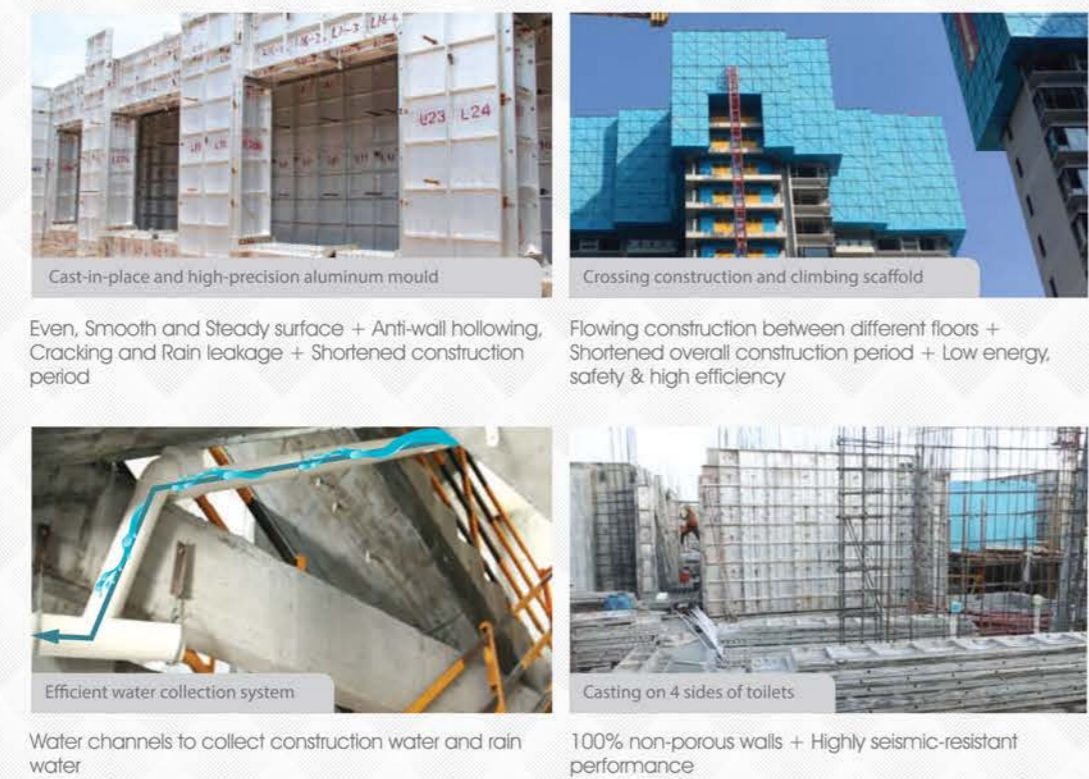 L23 L24
Cast-in-place and high-precision aluminum mould
Crossing construction and climbing scaffold
Even, Smooth and Steady surface + Anti-wall hollowing,
Cracking and Rain leakage + Shortened construction
period
Flowing construction between different floors +
Shortened overall construction period + Low energy,
safety & high efficiency
Efficient water collection system
Casting on 4 sides of toilets
Water channels to collect construction water and rain
water
100% non-porous walls + Highly seismic-resistant
performance